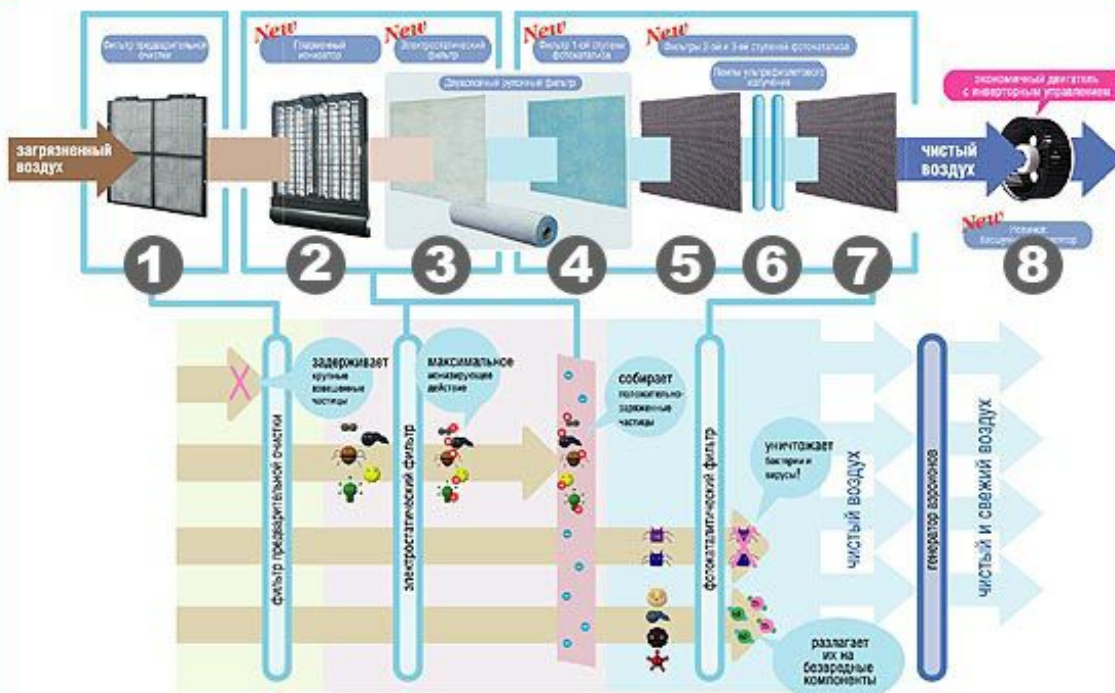 Фильтр предварительной
очистки
New
Плазменный
ионизатор
New
Электростатический
фильтр
New
Фильтр 1-ой ступени
фотокатализа
New
Фильтры 2-ой и 3-ей ступеней фотокатализа
Двухслойный рулонный фильтр
Лампы ультрафиолетового
излучения
экономичный двигатель
с инверторным управлением
загрязненный
воздух
чистый
воздух
New
Новинка:
1
2
3
4
5
6
7
8
задерживает
крупные
взвешенные
частицы
максимальное
ионизирующее
действие
собирает
положительно-
заряженные
частицы
уничтожает
бактерии и
вирусы!
разлагает
их на
безвредные
компоненты
фильтр предварительной очистки
электростатический фильтр
фотокаталитический фильтр
чистый воздух
генератор аэроионов
чистый и свежий воздух